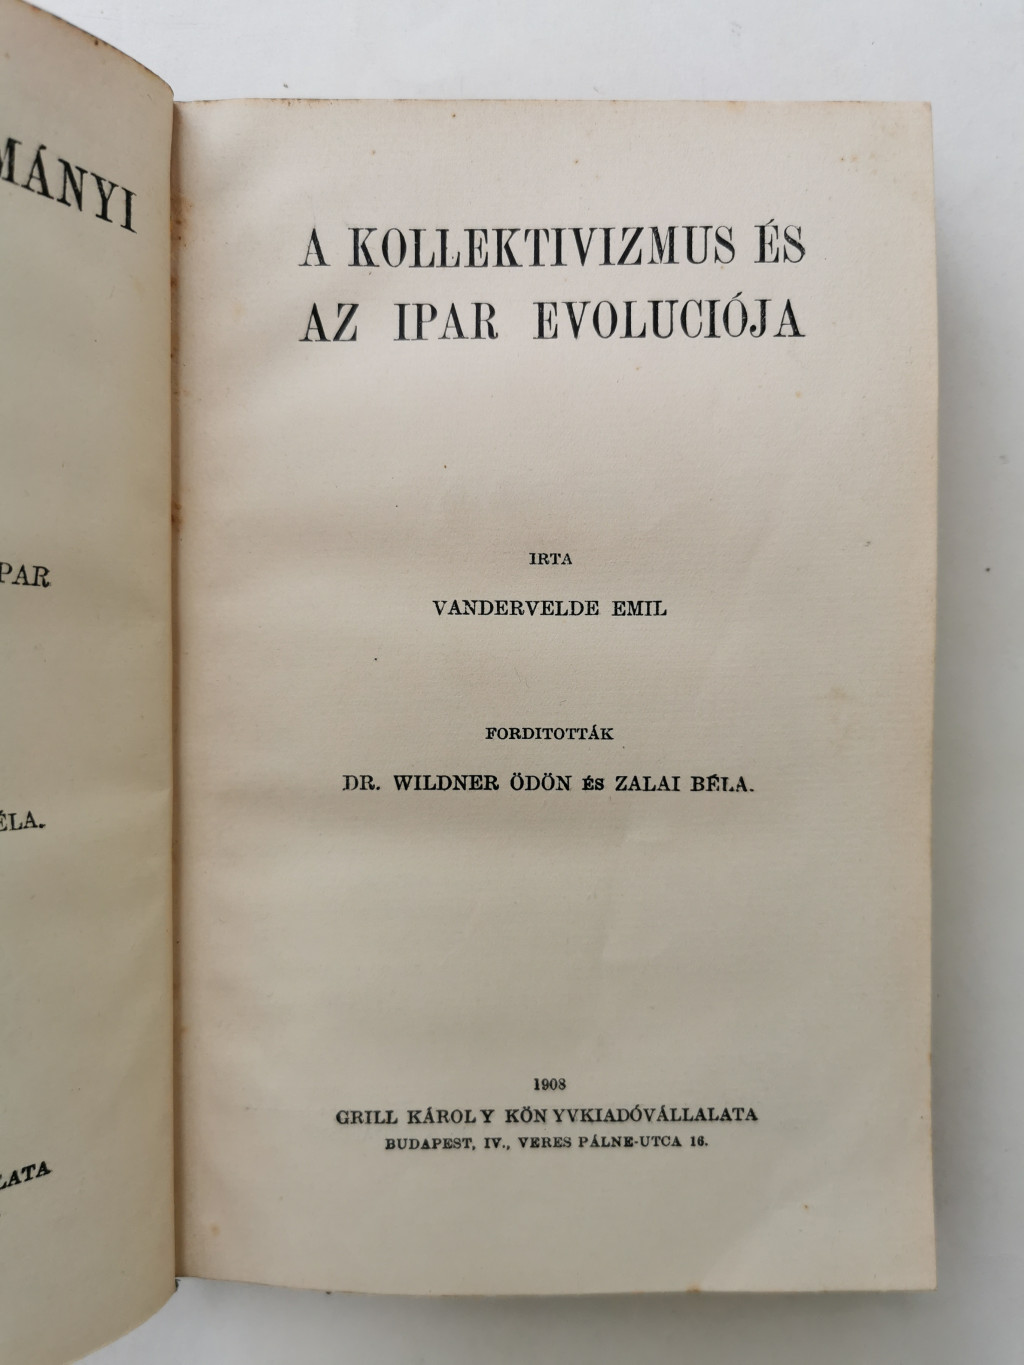 MÁNYI
PAR
ÉLA.
LATA
A KOLLEKTIVIZMUS ÉS
AZ IPAR EVOLUCIÓJA
IRTA
VANDERVELDE EMIL
FORDITOTTÁK
DR. WILDNER ÖDÖN ÉS ZALAI BÉLA.
1908
GRILL KÁROLY KÖNYVKIADÓVÁLLALATA
BUDAPEST, IV., VERES PÁLNE-UTCA 16.